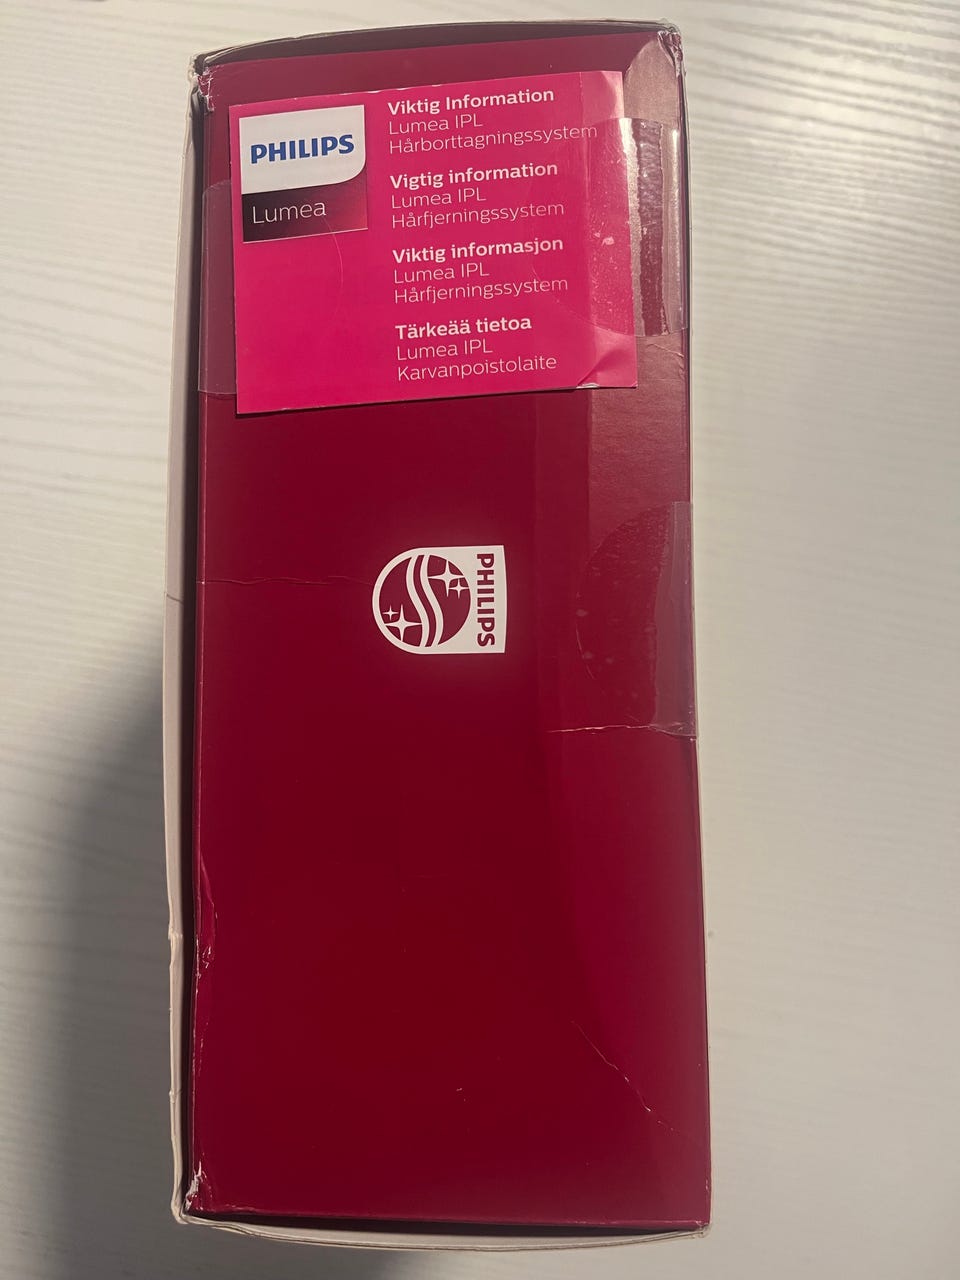 PHILIPS
Lumea
Viktig Information
Lumea IPL
Hårborttagningssystem
Vigtig information
Lumea IPL
Hårfjerningssystem
Viktig informasjon
Lumea IPL
Hårfjerningssystem
Tärkeää tietoa
Lumea IPL
Karvanpoistolaite
PHILIPS